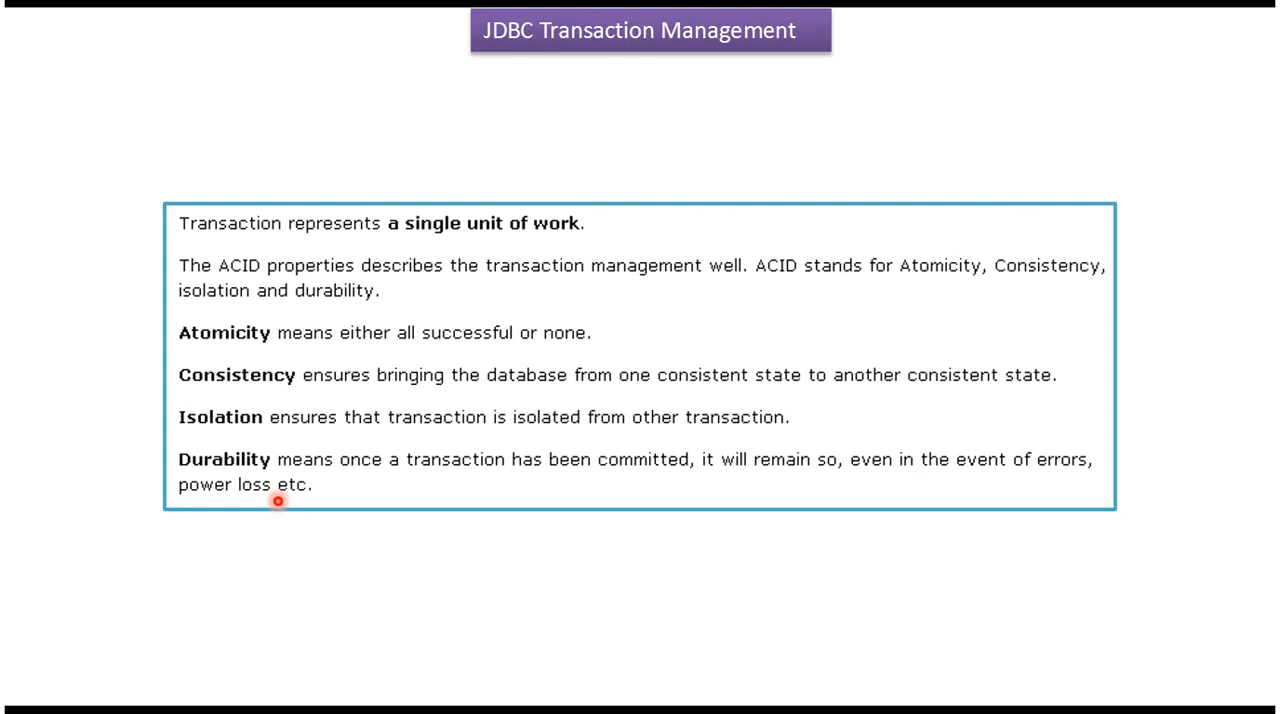 JDBC Transaction Management
Transaction represents a single unit of work.
The ACID properties describes the transaction management well. ACID stands for Atomicity, Consistency,
isolation and durability.
Atomicity means either all successful or none.
Consistency ensures bringing the database from one consistent state to another consistent state.
Isolation ensures that transaction is isolated from other transaction.
Durability means once a transaction has been committed, it will remain so, even in the event of errors,
power loss etc.